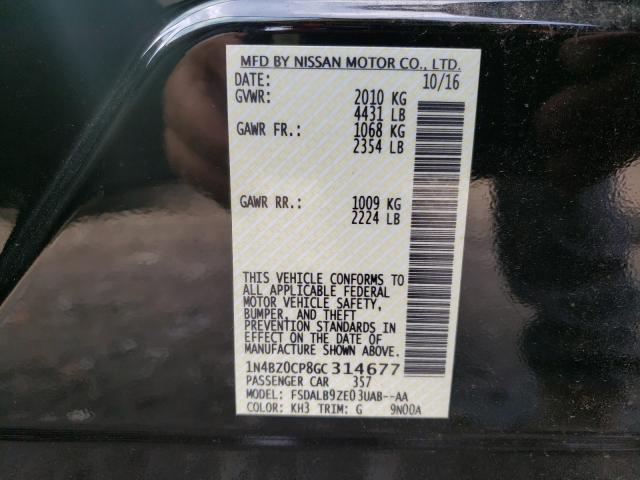 MFD BY NISSAN MOTOR CO., LTD.
DATE: 10/16
GVWR: 2010 KG
4431 LB
GAWR FR.: 1068 KG
2354 LB
GAWR RR.: 1009 KG
2224 LB
THIS VEHICLE CONFORMS TO
ALL APPLICABLE FEDERAL
MOTOR VEHICLE SAFETY,
BUMPER, AND THEFT
PREVENTION STANDARDS IN
EFFECT ON THE DATE OF
MANUFACTURE SHOWN ABOVE.
1N4BZ0CP8GC314677
PASSENGER CAR 357
MODEL: FSDALB9ZE03UAB--AA
COLOR: KH3 TRIM: G 9N00A